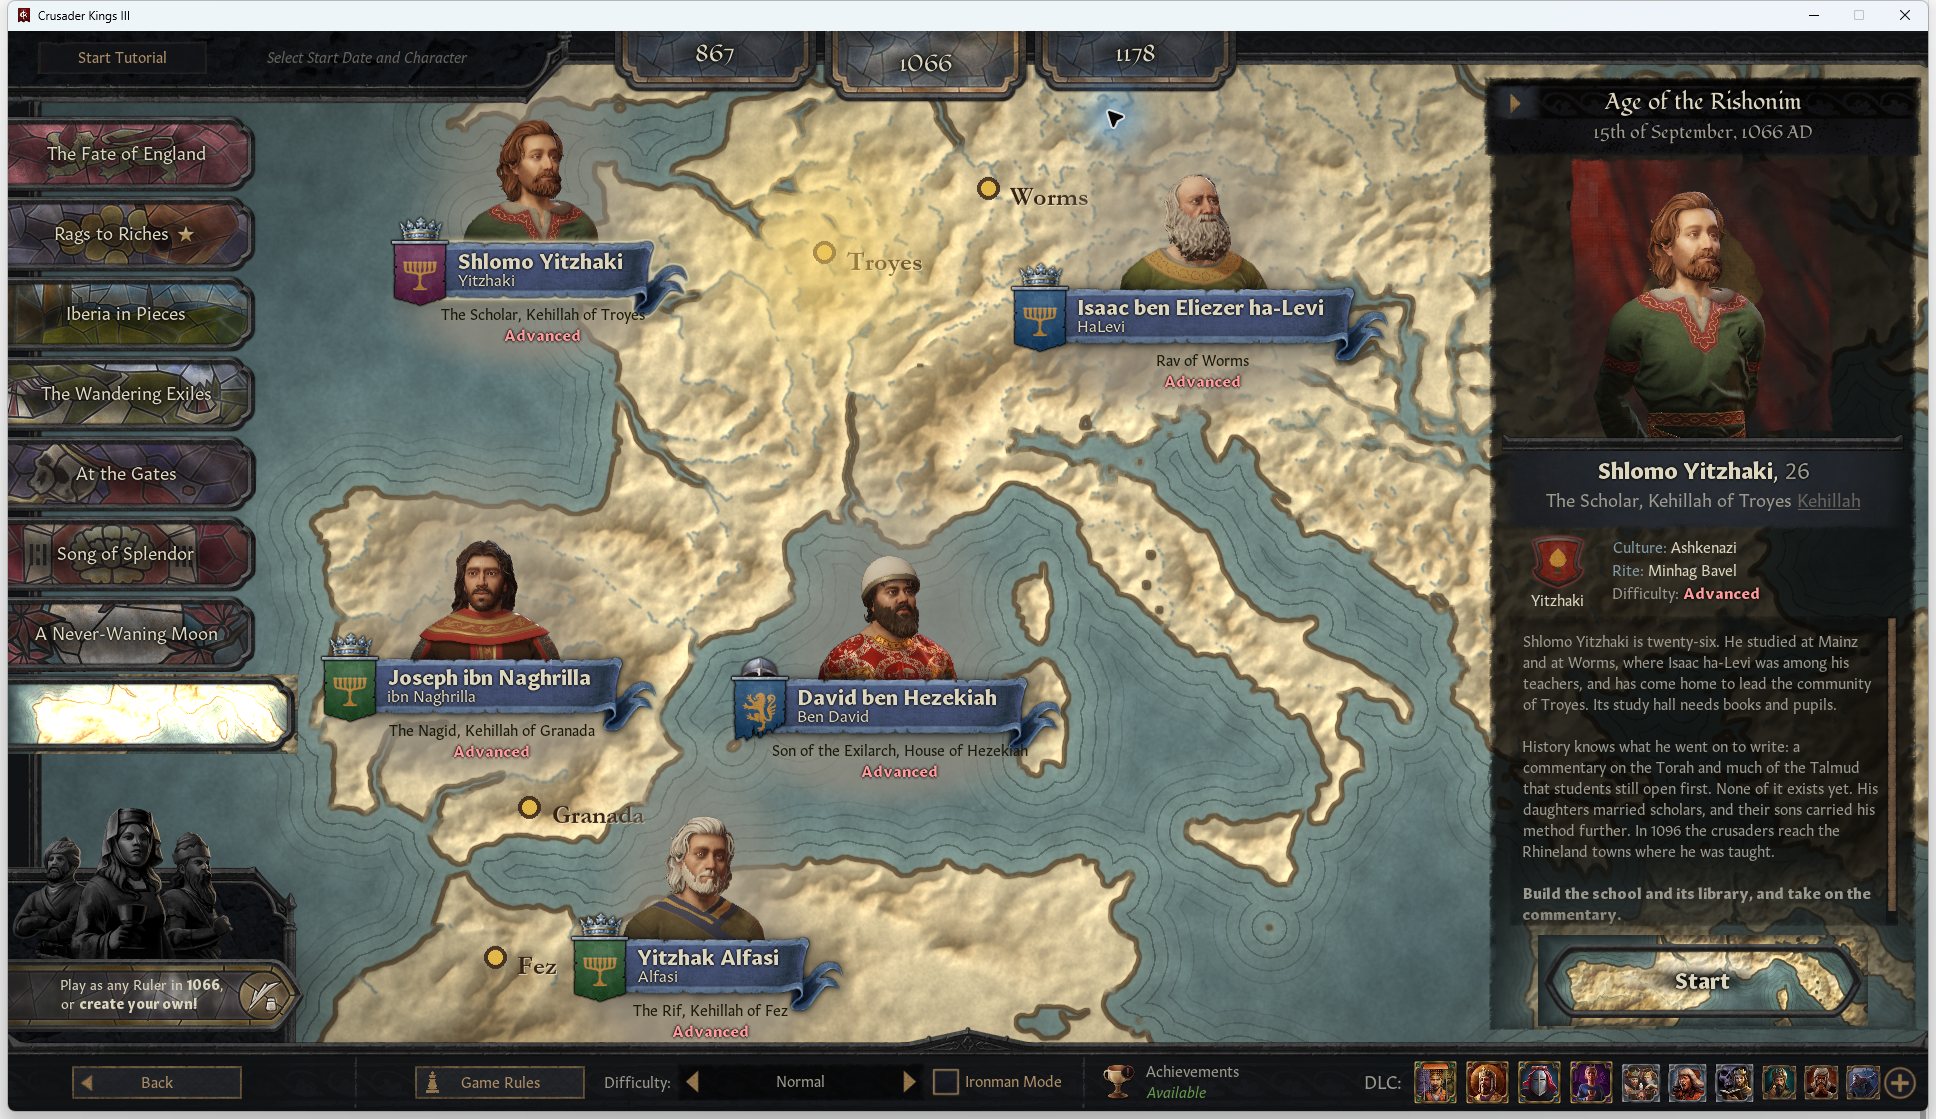 Crusader Kings III
Start Tutorial
Select Start Date and Character
867
1066
1178
The Fate of England
Rags to Riches
Iberia in Pieces
The Wandering Exiles
At the Gates
Song of Splendor
A Never-Waning Moon
Play as any Ruler in 1066,
or create your own!
Shlomo Yitzhaki
Yitzhaki
The Scholar, Kehillah of Troyes
Advanced
Troyes
Worms
Isaac ben Eliezer ha-Levi
HaLevi
Rav of Worms
Advanced
Joseph ibn Naghrilla
ibn Naghrilla
The Nagid, Kehillah of Granada
Advanced
David ben Hezekiah
Ben David
Son of the Exilarch, House of Hezekiah
Advanced
Granada
Fez
Yitzhak Alfasi
Alfasi
The Rif, Kehillah of Fez
Advanced
Age of the Rishonim
15th of September, 1066 AD
Shlomo Yitzhaki, 26
The Scholar, Kehillah of Troyes Kehillah
Yitzhaki
Culture: Ashkenazi
Rite: Minhag Bavel
Difficulty: Advanced
Shlomo Yitzhaki is twenty-six. He studied at Mainz
and at Worms, where Isaac ha-Levi was among his
teachers, and has come home to lead the community
of Troyes. Its study hall needs books and pupils.
History knows what he went on to write: a
commentary on the Torah and much of the Talmud
that students still open first. None of it exists yet. His
daughters married scholars, and their sons carried his
method further. In 1096 the crusaders reach the
Rhineland towns where he was taught.
Build the school and its library, and take on the
commentary.
Start
Back
Game Rules
Difficulty:
Normal
Ironman Mode
Achievements
Available
DLC: